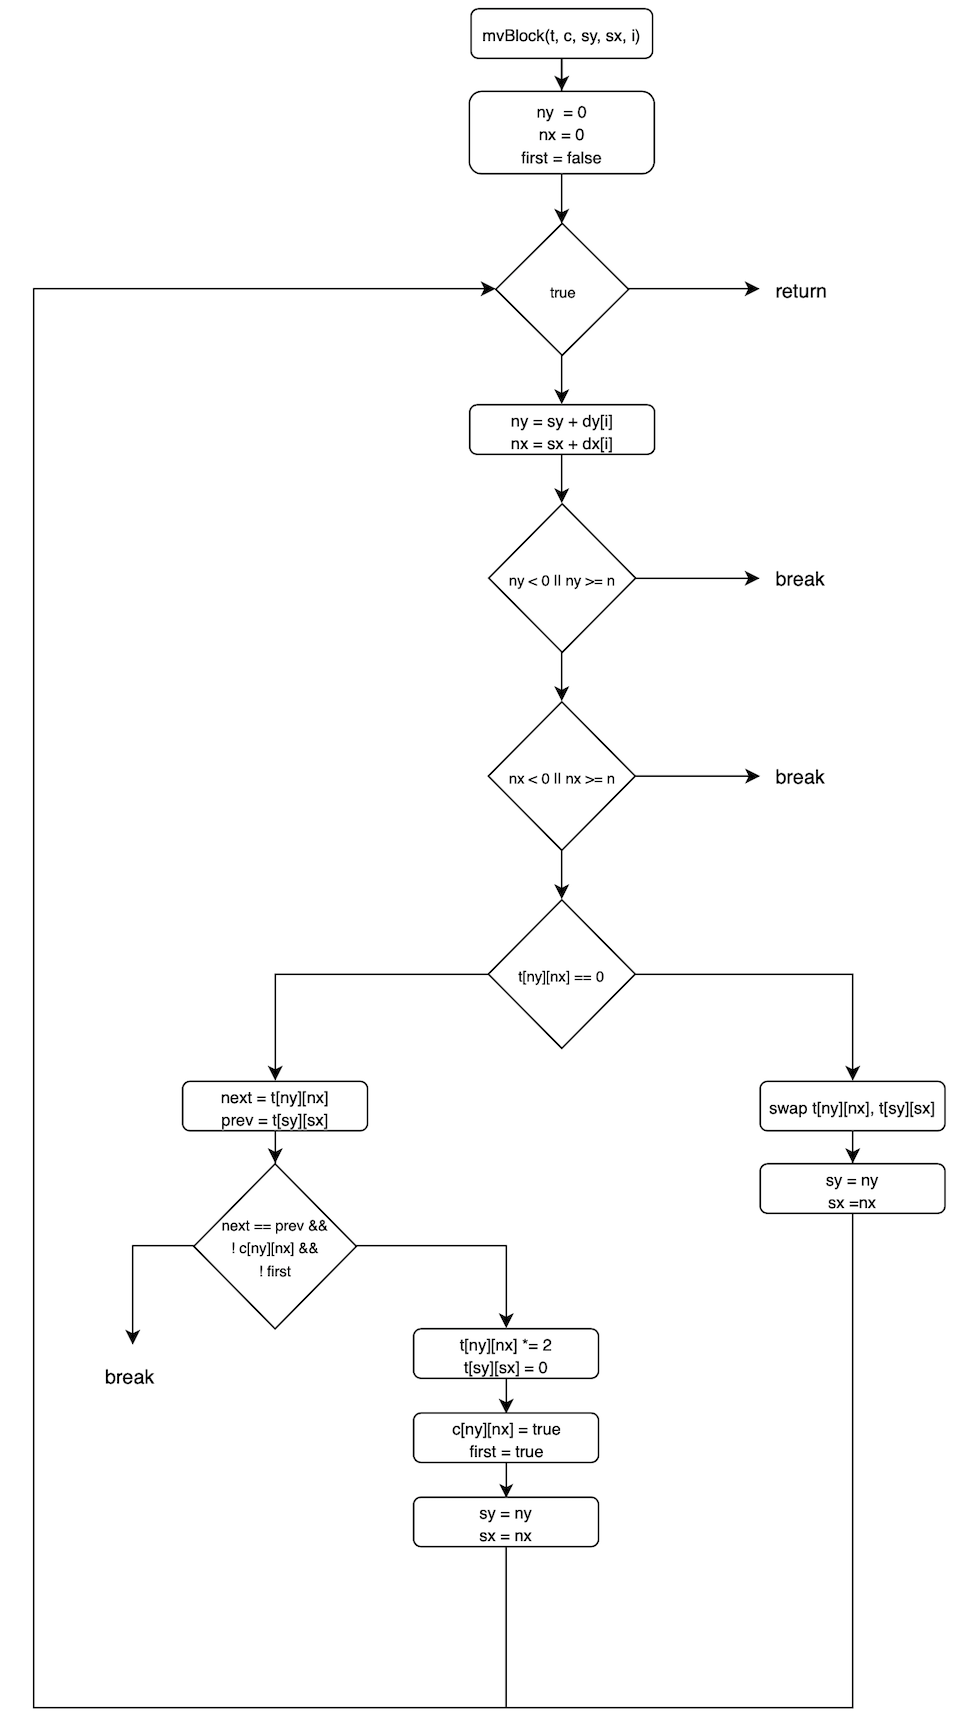 mvBlock(t, c, sy, sx, i)
ny  = 0
nx = 0
first = false
true
return
ny = sy + dy[i]
nx = sx + dx[i]
ny < 0 || ny >= n
break
nx < 0 || nx >= n
break
t[ny][nx] == 0
next = t[ny][nx]
prev = t[sy][sx]
swap t[ny][nx], t[sy][sx]
sy = ny
sx =nx
next == prev &&
! c[ny][nx] &&
! first
break
t[ny][nx] *= 2
t[sy][sx] = 0
c[ny][nx] = true
first = true
sy = ny
sx = nx